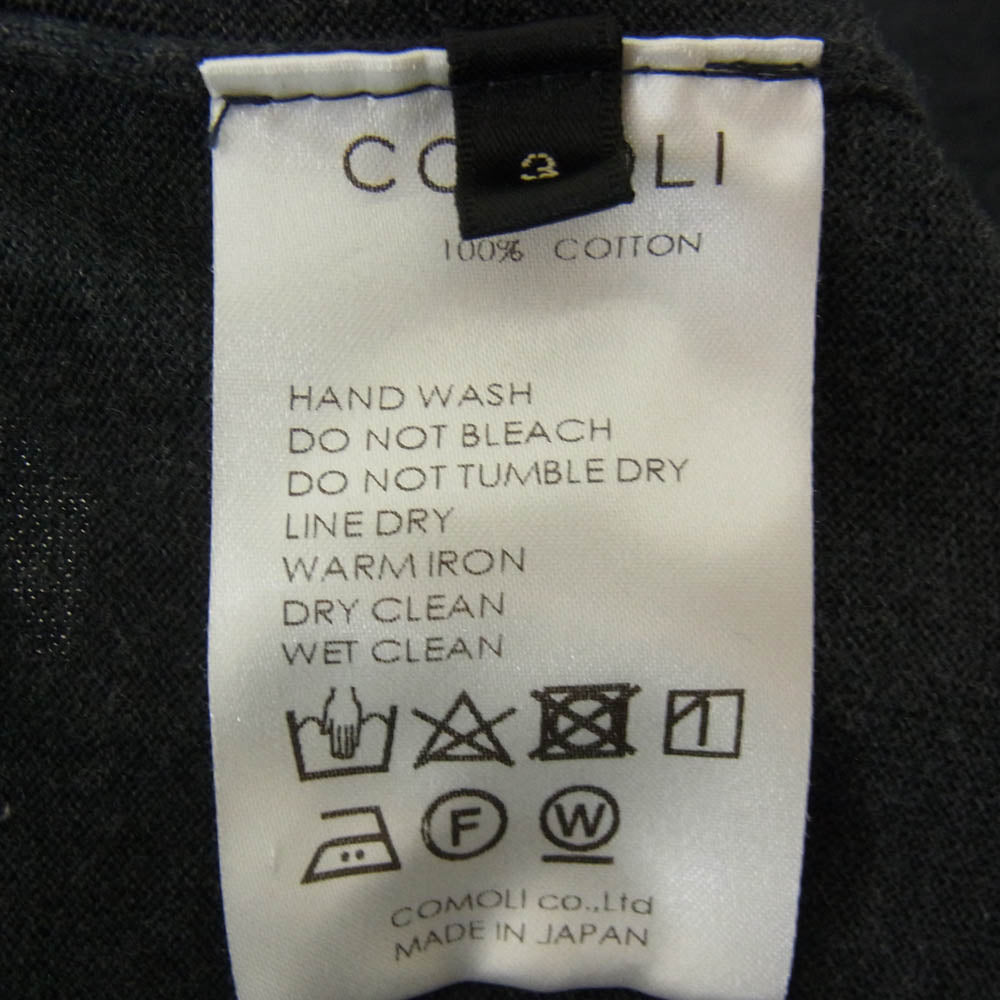 CO OLI
3
100% COTTON
HAND WASH
DO NOT BLEACH
DO NOT TUMBLE DRY
LINE DRY
WARM IRON
DRY CLEAN
WET CLEAN
F W
COMOLI co.,Ltd
MADE IN JAPAN